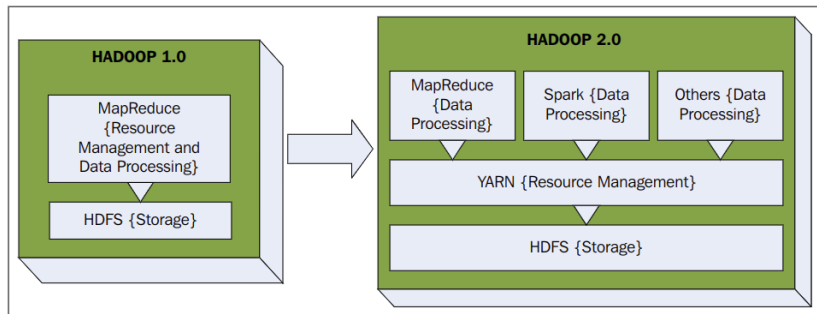 HADOOP 1.0
MapReduce
{Resource
Management and
Data Processing}
HDFS {Storage}
HADOOP 2.0
MapReduce
{Data
Processing}
Spark {Data
Processing}
Others {Data
Processing}
YARN {Resource Management}
HDFS {Storage}